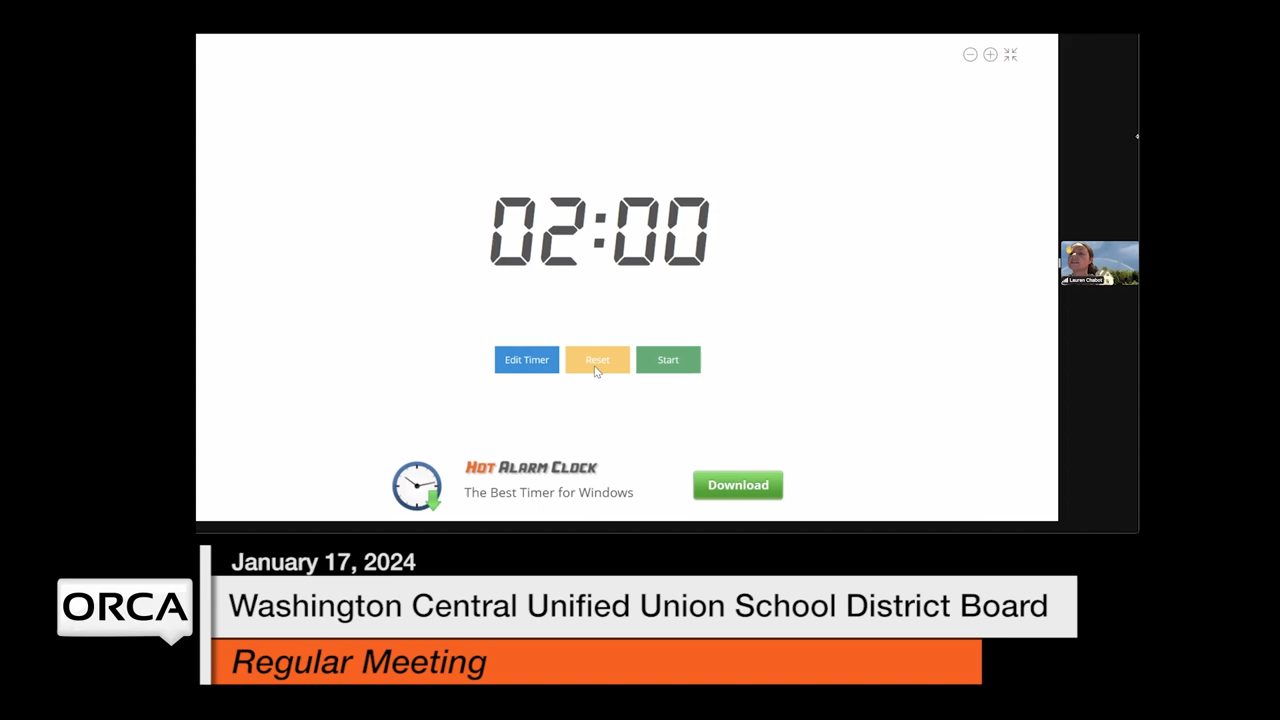 02:00
Lauren Chabot
Edit Timer
Reset
Start
HOT ALARM CLOCK
The Best Timer for Windows
Download
January 17, 2024
ORCA
Washington Central Unified Union School District Board
Regular Meeting